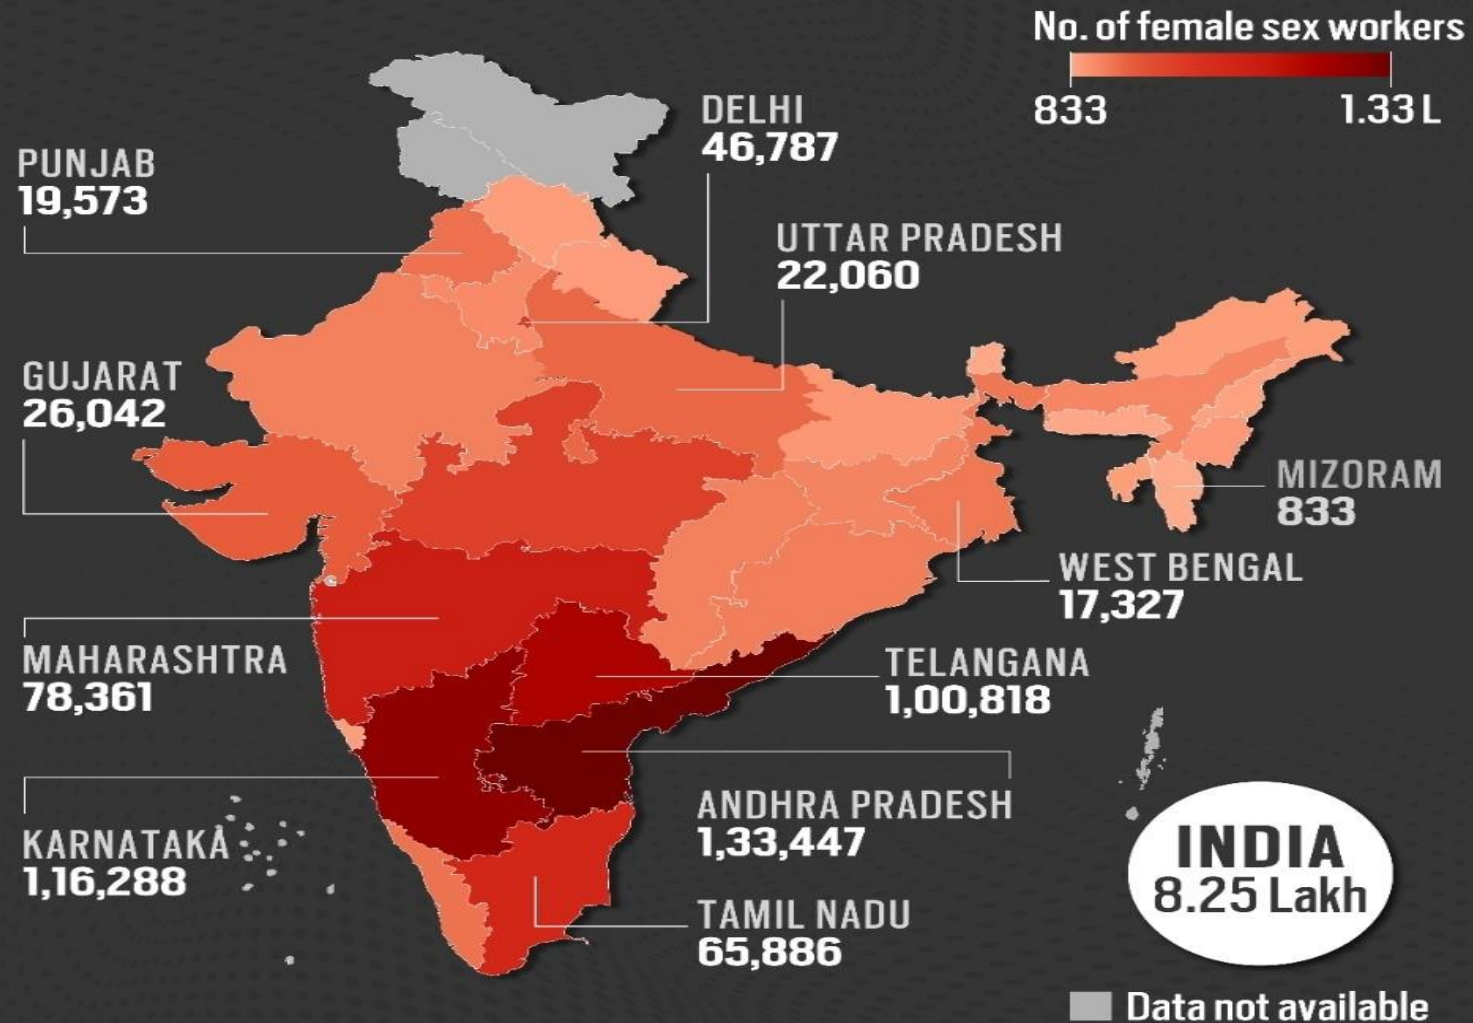 No. of female sex workers
833
1.33 L
DELHI
46,787
PUNJAB
19,573
UTTAR PRADESH
22,060
GUJARAT
26,042
MIZORAM
833
WEST BENGAL
17,327
MAHARASHTRA
78,361
TELANGANA
1,00,818
ANDHRA PRADESH
1,33,447
KARNATAKA
1,16,288
INDIA
8.25 Lakh
TAMIL NADU
65,886
Data not available